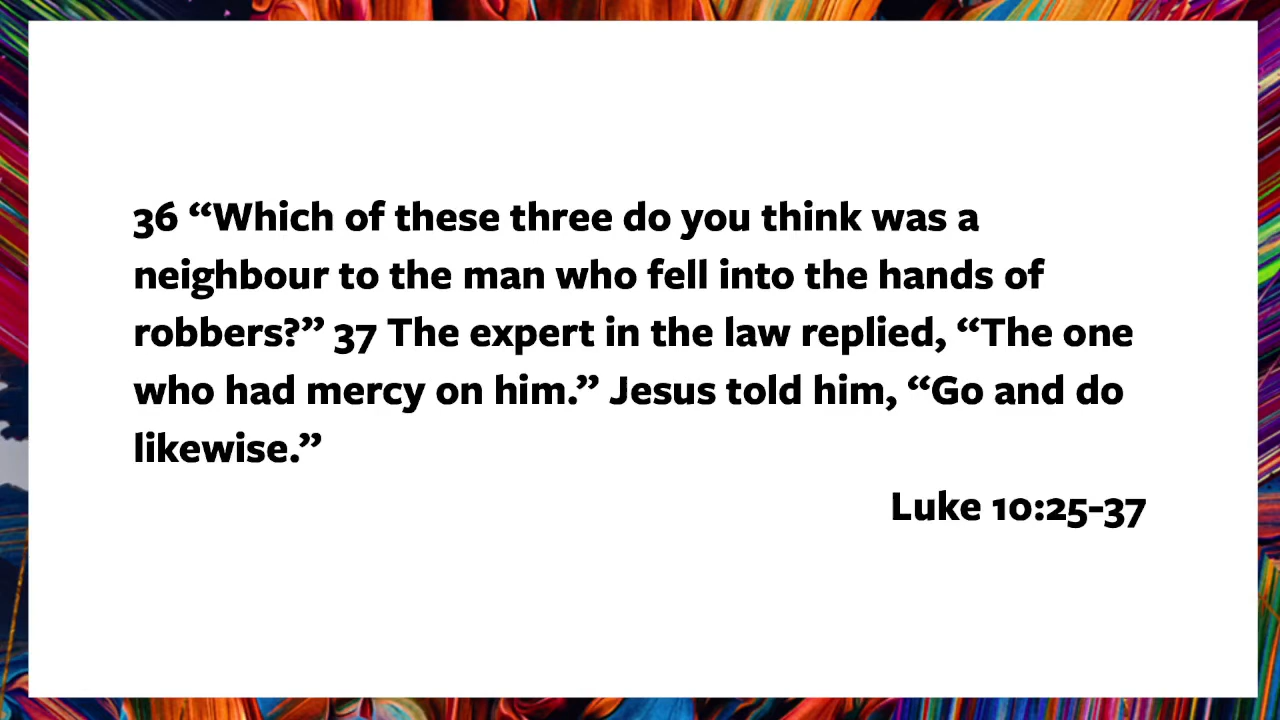 36 “Which of these three do you think was a
neighbour to the man who fell into the hands of
robbers?” 37 The expert in the law replied, “The one
who had mercy on him.” Jesus told him, “Go and do
likewise.”
Luke 10:25-37